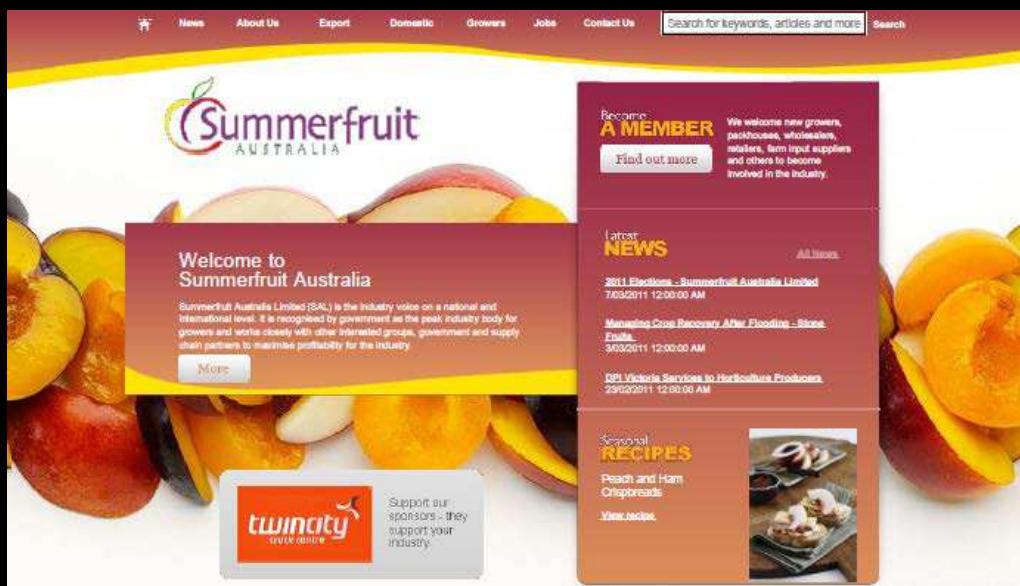 News About Us Export Domestic Growers Jobs Contact Us Search for keywords, articles and more Search
Summerfruit
AUSTRALIA
Become
A MEMBER
Find out more
We welcome new growers,
packhouses, wholesalers,
retailers, farm input suppliers
and others to become
involved in the industry.
Welcome to
Summerfruit Australia
Summerfruit Australia Limited (SAL) is the industry voice on a national and
international level. It is recognised by government as the peak industry body for
growers and works closely with other interested groups, government and supply
chain partners to maximise profitability for the industry.
More
Latest
NEWS
All News
2011 Elections - Summerfruit Australia Limited
7/03/2011 12:00:00 AM
Managing Crop Recovery After Flooding - Stone
Fruits
3/03/2011 12:00:00 AM
DPI Victoria Services to Horticulture Producers
23/02/2011 12:00:00 AM
Seasonal
RECIPES
Peach and Ham
Crispbreads
View recipe
twincity
truck centre
Support our
sponsors - they
support your
industry